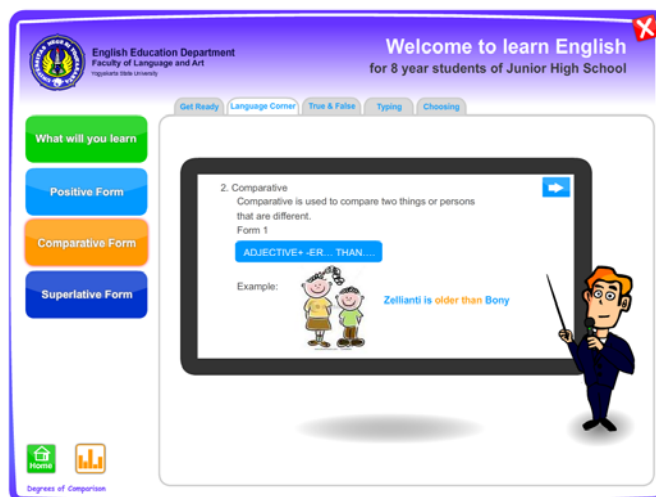 English Education Department
Faculty of Language and Art
Yogyakarta State University
Welcome to learn English
for 8 year students of Junior High School
X
Get Ready
Language Corner
True & False
Typing
Choosing
What will you learn
Positive Form
Comparative Form
Superlative Form
2. Comparative
Comparative is used to compare two things or persons
that are different.
Form 1
ADJECTIVE+ -ER... THAN....
Example:
Zellianti is older than Bony
Home
Degrees of Comparison